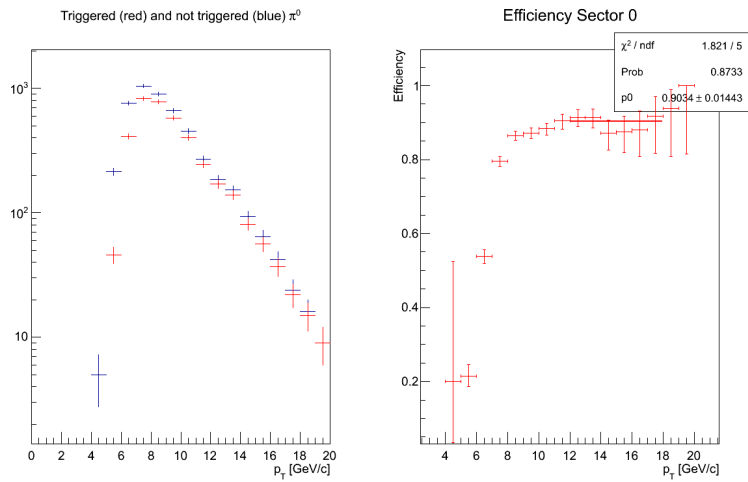 Triggered (red) and not triggered (blue) π⁰
10³
10²
10
0 2 4 6 8 10 12 14 16 18 20
p_T [GeV/c]
Efficiency Sector 0
χ² / ndf 1.821 / 5
Prob 0.8733
p0 0.9034 ± 0.01443
Efficiency
1
0.8
0.6
0.4
0.2
4 6 8 10 12 14 16 18 20
p_T [GeV/c]